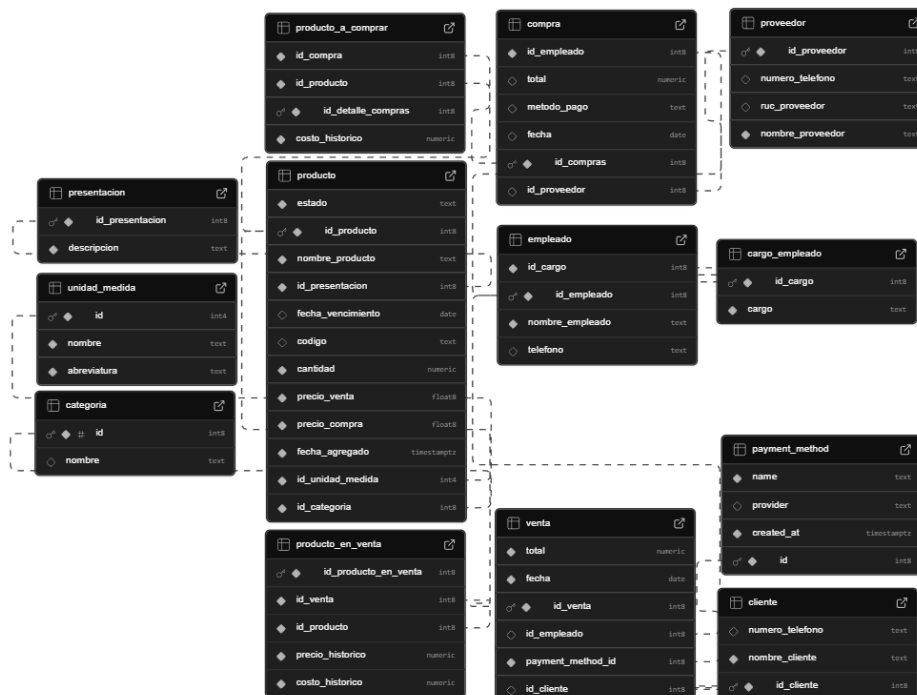 producto_a_comprar
id_compra int8
id_producto int8
id_detalle_compras int8
costo_historico numeric
compra
id_empleado int8
total numeric
metodo_pago text
fecha date
id_compras int8
id_proveedor int8
proveedor
id_proveedor int8
numero_telefono text
ruc_proveedor text
nombre_proveedor text
presentacion
id_presentacion int8
descripcion text
unidad_medida
id int4
nombre text
abreviatura text
categoria
# id int8
nombre text
producto
estado text
id_producto int8
nombre_producto text
id_presentacion int8
fecha_vencimiento date
codigo text
cantidad numeric
precio_venta float8
precio_compra float8
fecha_agregado timestamptz
id_unidad_medida int4
id_categoria int8
empleado
id_cargo int8
id_empleado int8
nombre_empleado text
telefono text
cargo_empleado
id_cargo int8
cargo text
producto_en_venta
id_producto_en_venta int8
id_venta int8
id_producto int8
precio_historico numeric
costo_historico numeric
venta
total numeric
fecha date
id_venta int8
id_empleado int8
payment_method_id int8
id_cliente int8
payment_method
name text
provider text
created_at timestamptz
id int8
cliente
numero_telefono text
nombre_cliente text
id_cliente int8